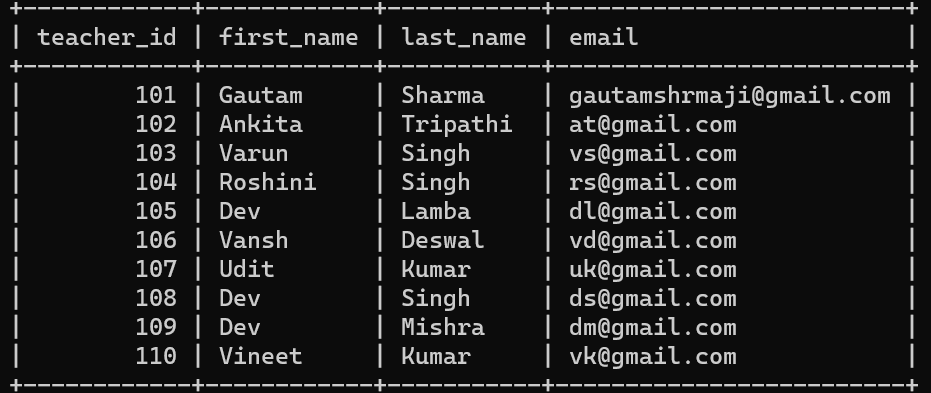 +------------+------------+-----------+-------------------------+
| teacher_id | first_name | last_name | email                   |
+------------+------------+-----------+-------------------------+
|        101 | Gautam     | Sharma    | gautamshrmaji@gmail.com |
|        102 | Ankita     | Tripathi  | at@gmail.com            |
|        103 | Varun      | Singh     | vs@gmail.com            |
|        104 | Roshini    | Singh     | rs@gmail.com            |
|        105 | Dev        | Lamba     | dl@gmail.com            |
|        106 | Vansh      | Deswal    | vd@gmail.com            |
|        107 | Udit       | Kumar     | uk@gmail.com            |
|        108 | Dev        | Singh     | ds@gmail.com            |
|        109 | Dev        | Mishra    | dm@gmail.com            |
|        110 | Vineet     | Kumar     | vk@gmail.com            |
+------------+------------+-----------+-------------------------+